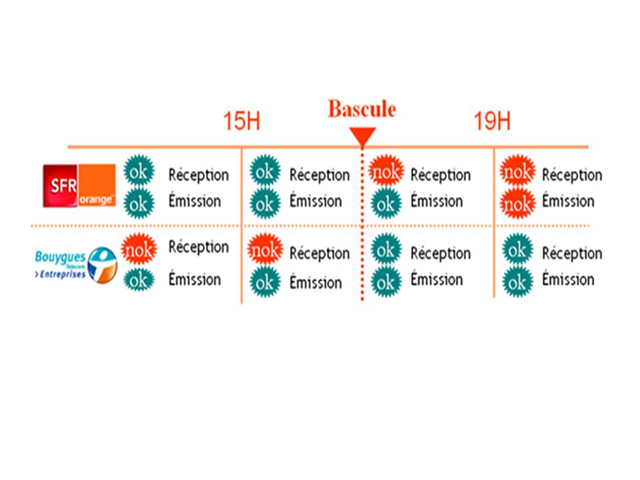 Bascule
15H 19H
SFR orange
ok Réception ok Réception nok Réception nok Réception
ok Émission ok Émission ok Émission nok Émission
Bouygues
Telecom
> Entreprises
nok Réception nok Réception ok Réception ok Réception
ok Émission ok Émission ok Émission ok Émission